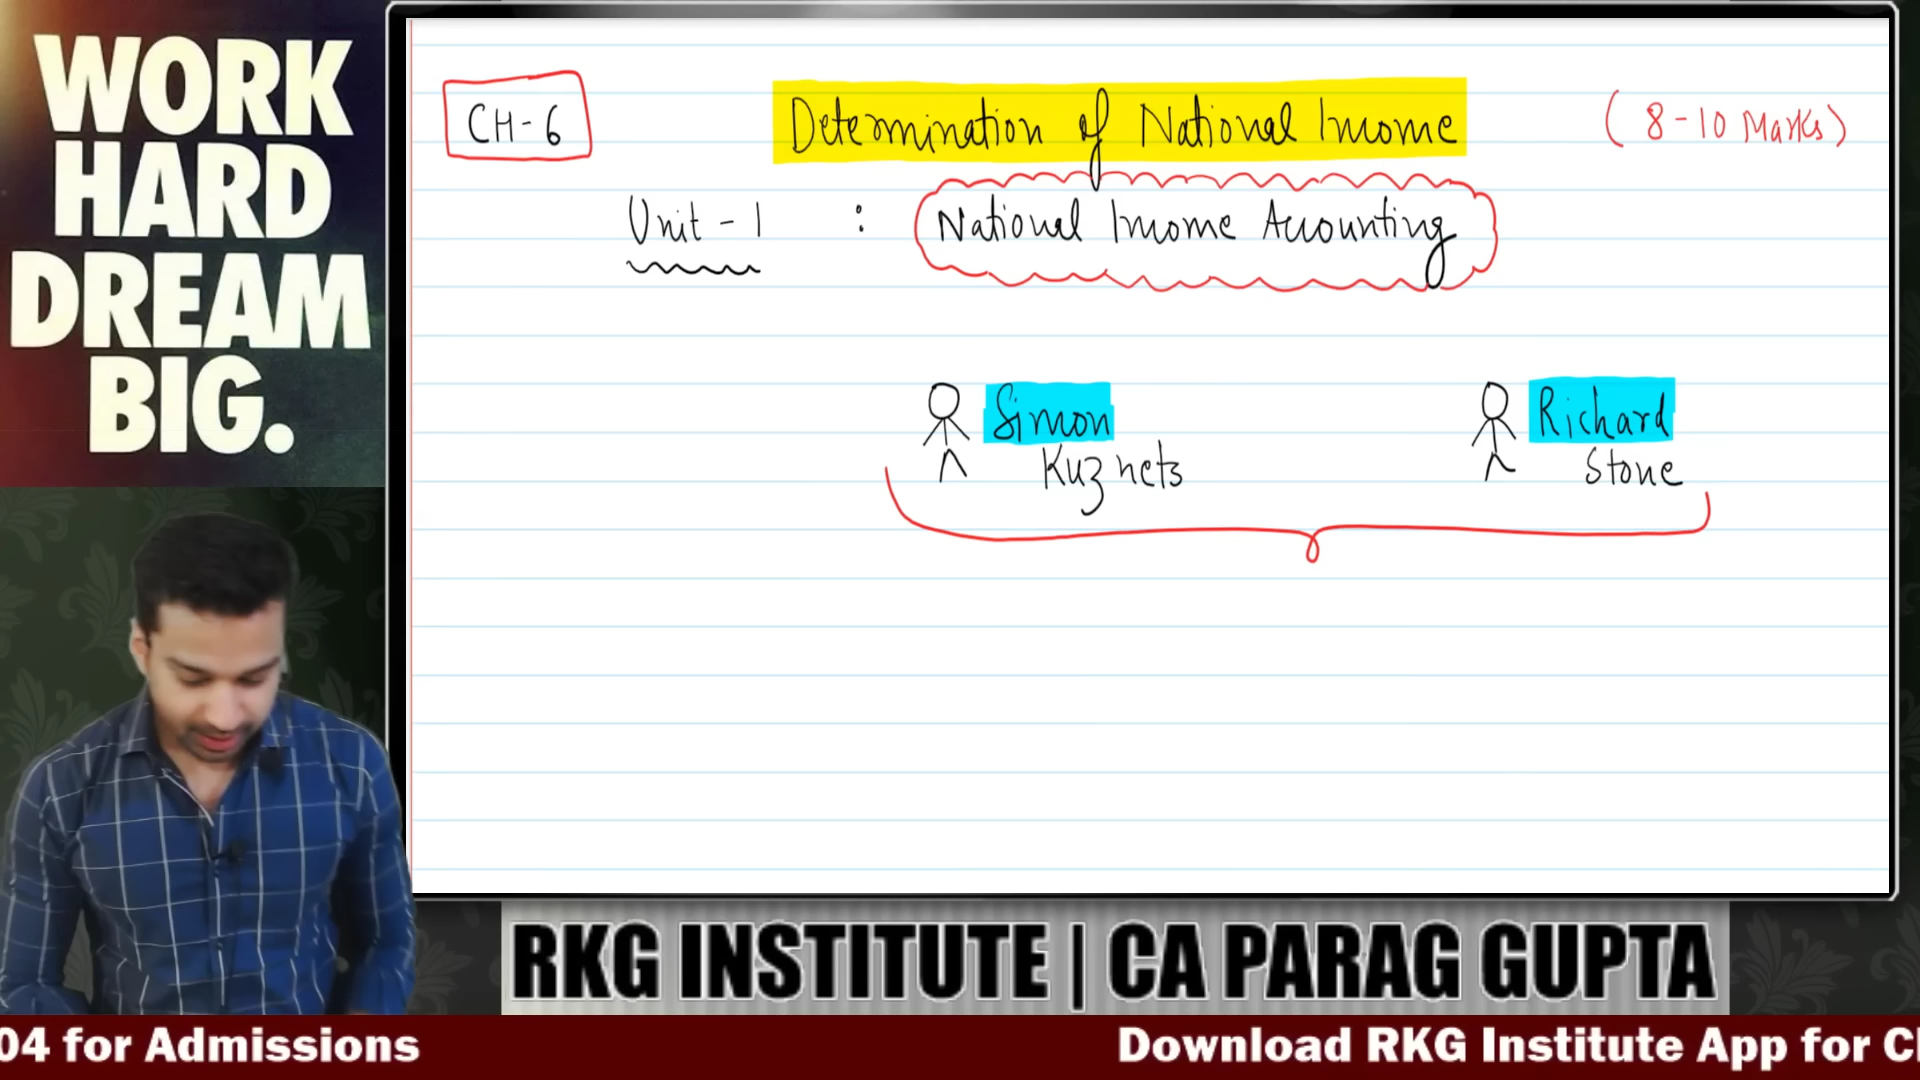 WORK
HARD
DREAM
BIG.
CH-6
Determination of National Income
( 8-10 Marks)
Unit - 1 : National Income Accounting
Simon
Kuznets
Richard
Stone
RKG INSTITUTE | CA PARAG GUPTA
04 for Admissions
Download RKG Institute App for